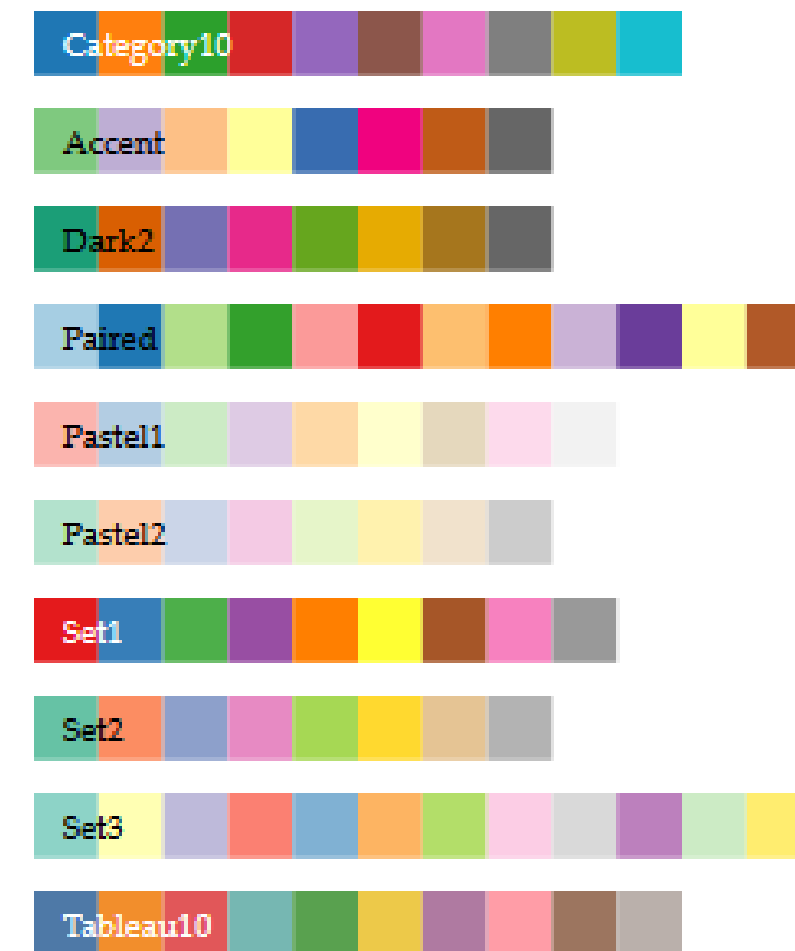 Category10
Accent
Dark2
Paired
Pastel1
Pastel2
Set1
Set2
Set3
Tableau10